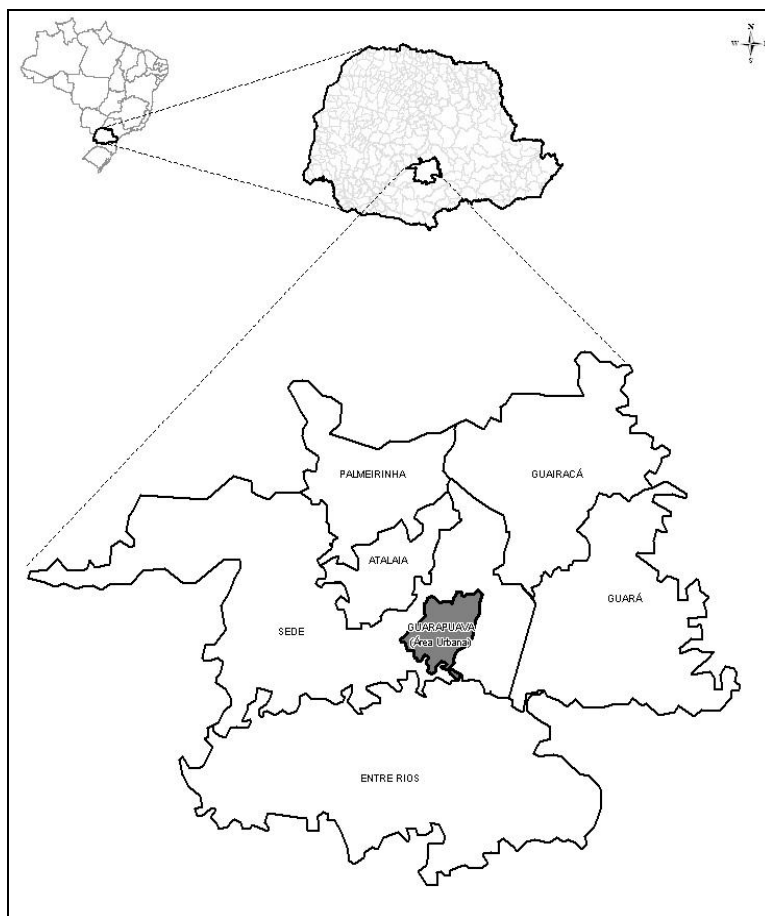 N
W E
S
PALMEIRINHA
GUAIRACÁ
ATALAIA
GUARÁ
SEDE
GUARAPUAVA
(Área Urbana)
ENTRE RIOS